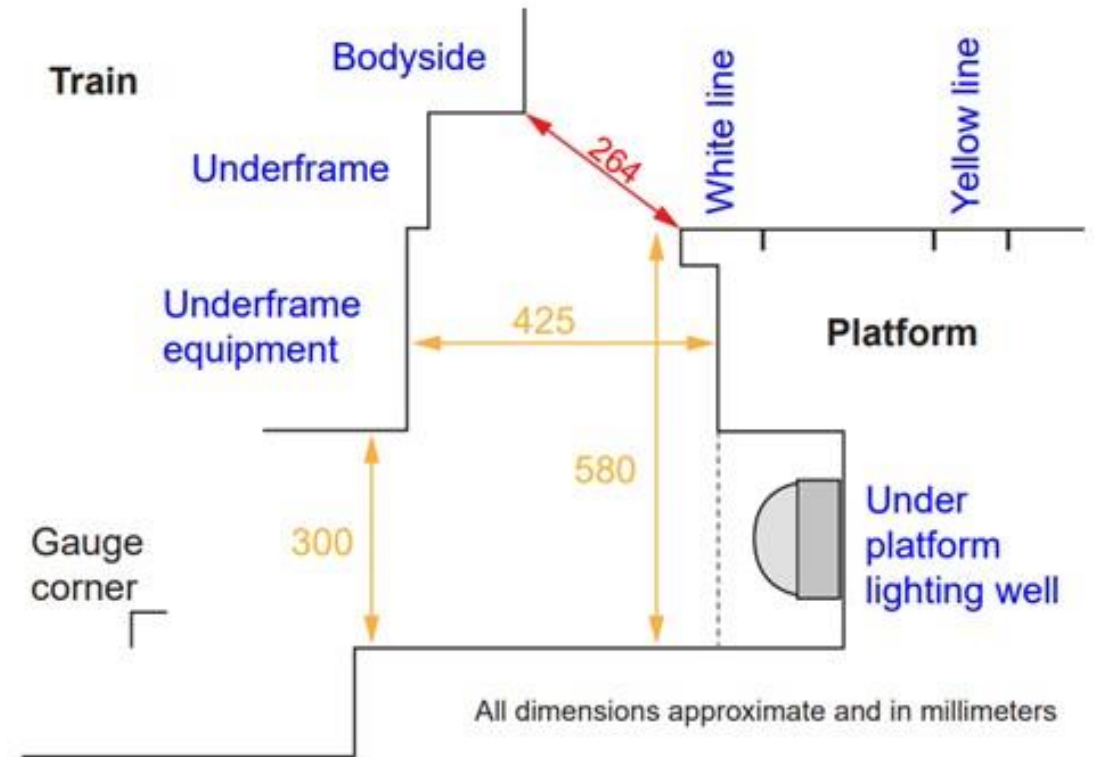 Train
Bodyside
Underframe
264
White line
Yellow line
Underframe
equipment
425
Platform
580
300
Gauge
corner
Under
platform
lighting well
All dimensions approximate and in millimeters